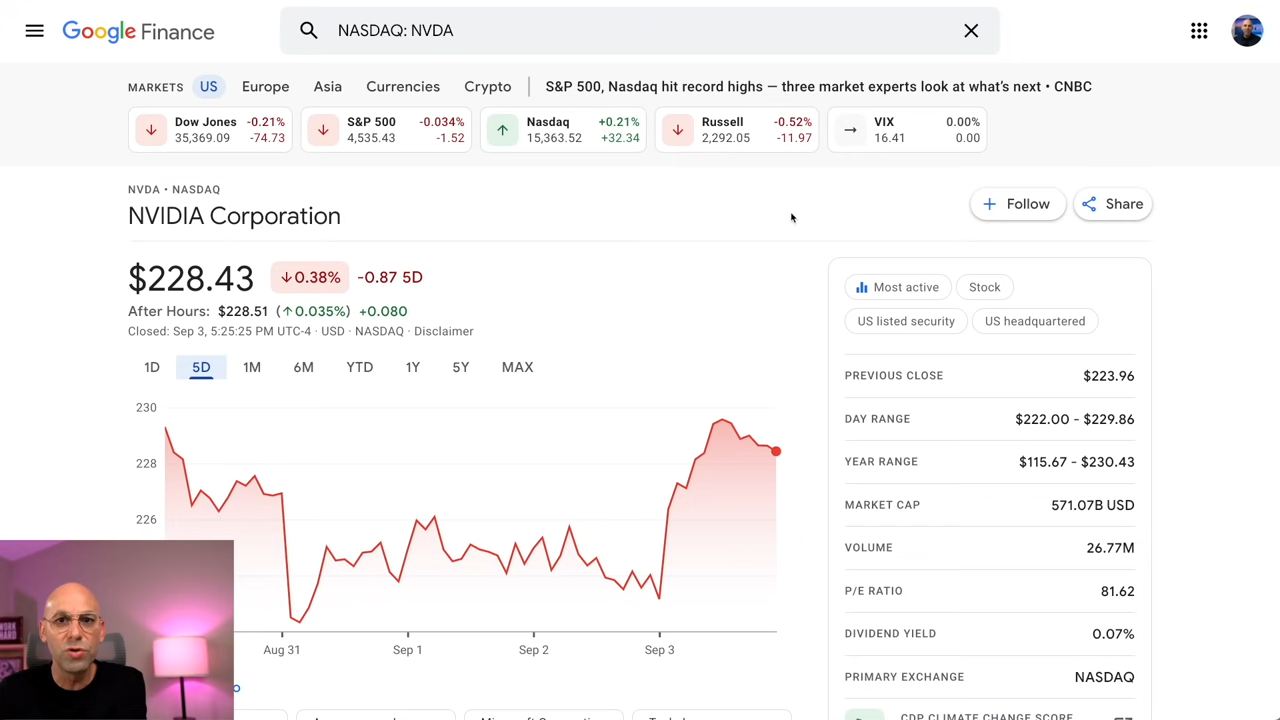 Google Finance
NASDAQ: NVDA
MARKETS US Europe Asia Currencies Crypto S&P 500, Nasdaq hit record highs — three market experts look at what's next • CNBC
Dow Jones -0.21% S&P 500 -0.034% Nasdaq +0.21% Russell -0.52% VIX 0.00%
35,369.09 -74.73 4,535.43 -1.52 15,363.52 +32.34 2,292.05 -11.97 16.41 0.00
NVDA • NASDAQ
NVIDIA Corporation
Follow Share
$228.43 0.38% -0.87 5D
After Hours: $228.51 (↑0.035%) +0.080
Closed: Sep 3, 5:25:25 PM UTC-4 · USD · NASDAQ · Disclaimer
1D 5D 1M 6M YTD 1Y 5Y MAX
230
228
226
Aug 31 Sep 1 Sep 2 Sep 3
Most active Stock
US listed security US headquartered
PREVIOUS CLOSE $223.96
DAY RANGE $222.00 - $229.86
YEAR RANGE $115.67 - $230.43
MARKET CAP 571.07B USD
VOLUME 26.77M
P/E RATIO 81.62
DIVIDEND YIELD 0.07%
PRIMARY EXCHANGE NASDAQ
CDP CLIMATE CHANGE SCORE